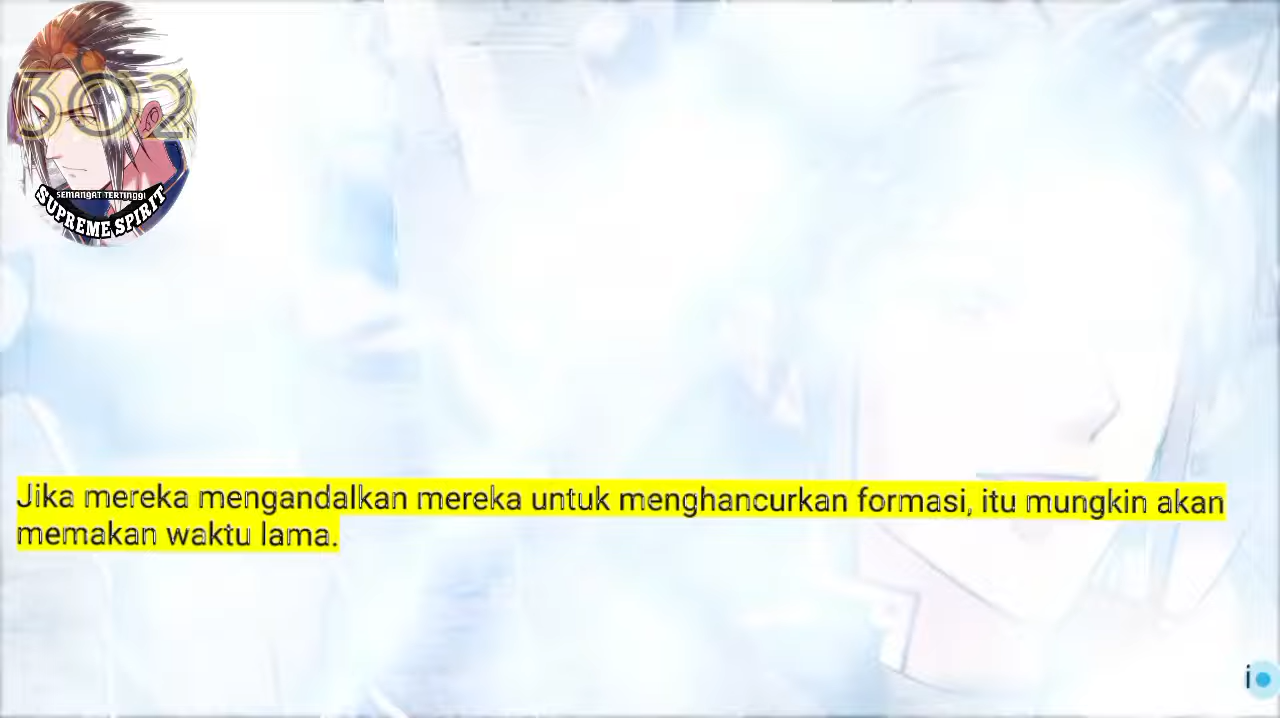 302
SEMANGAT TERTINGGI
SUPREME SPIRIT
Jika mereka mengandalkan mereka untuk menghancurkan formasi, itu mungkin akan
memakan waktu lama.
i